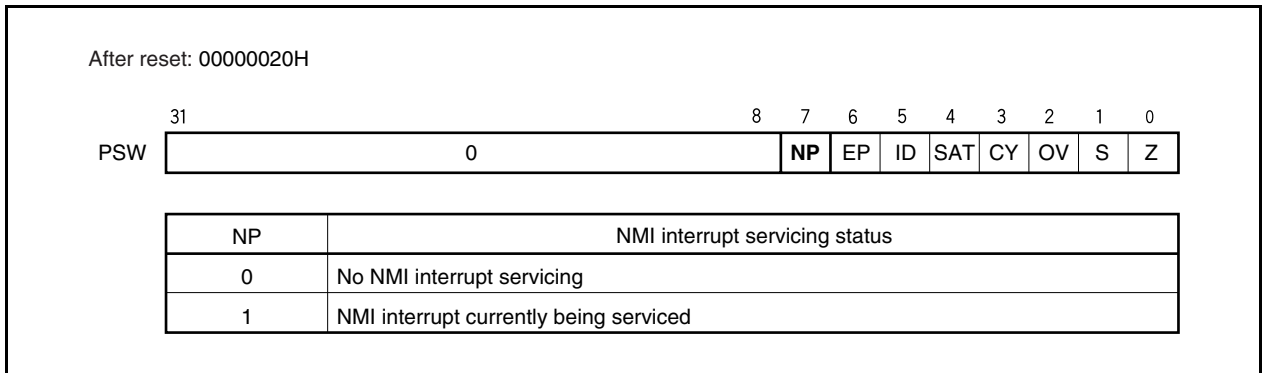 After reset: 00000020H
31 8 7 6 5 4 3 2 1 0
PSW 0 NP EP ID SAT CY OV S Z
NP NMI interrupt servicing status
0 No NMI interrupt servicing
1 NMI interrupt currently being serviced